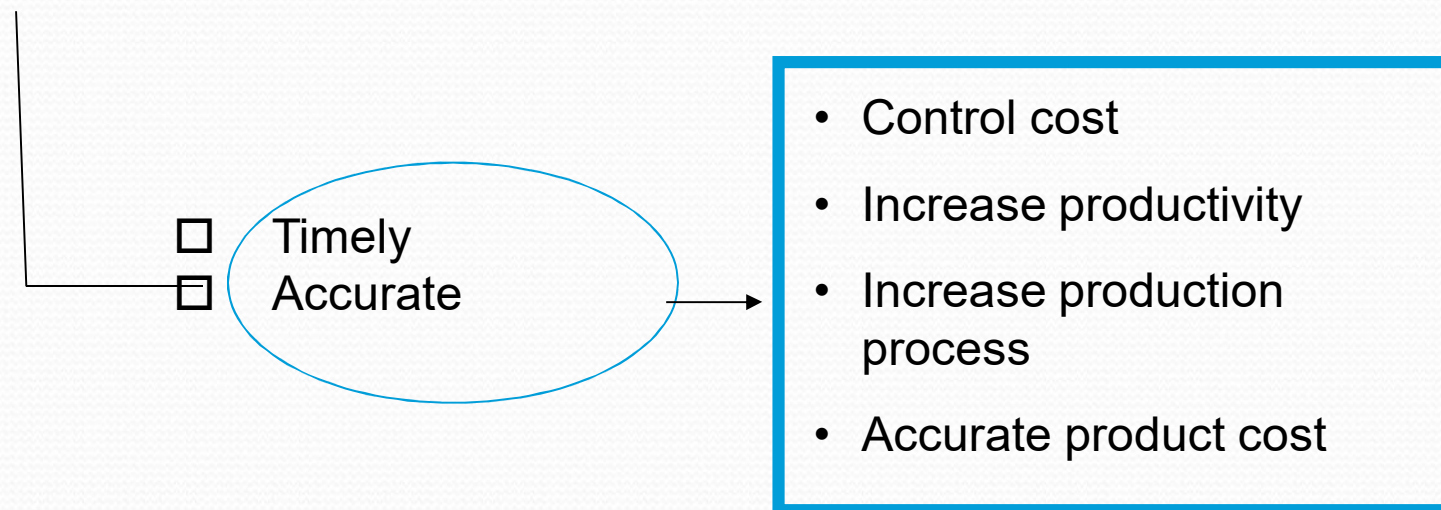 Timely
Accurate
• Control cost
• Increase productivity
• Increase production
process
• Accurate product cost